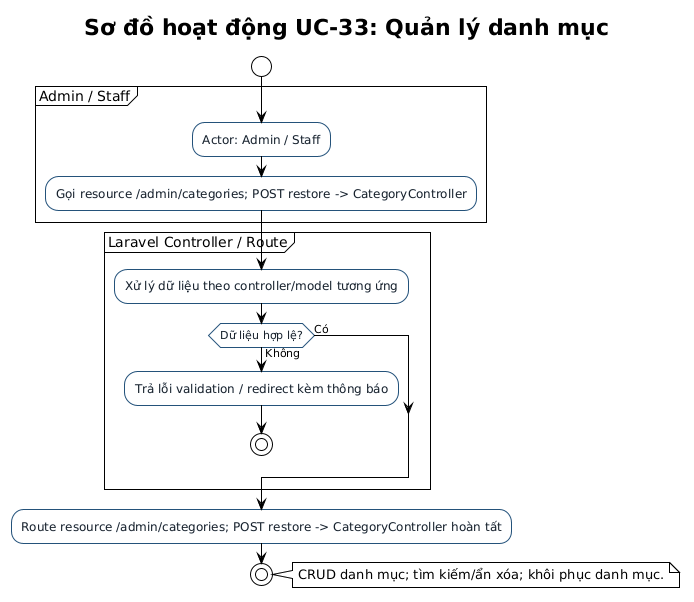 Sơ đồ hoạt động UC-33: Quản lý danh mục
Admin / Staff
Actor: Admin / Staff
Gọi resource /admin/categories; POST restore -> CategoryController
Laravel Controller / Route
Xử lý dữ liệu theo controller/model tương ứng
Dữ liệu hợp lệ?
Có
Không
Trả lỗi validation / redirect kèm thông báo
Route resource /admin/categories; POST restore -> CategoryController hoàn tất
CRUD danh mục; tìm kiếm/ẩn xóa; khôi phục danh mục.